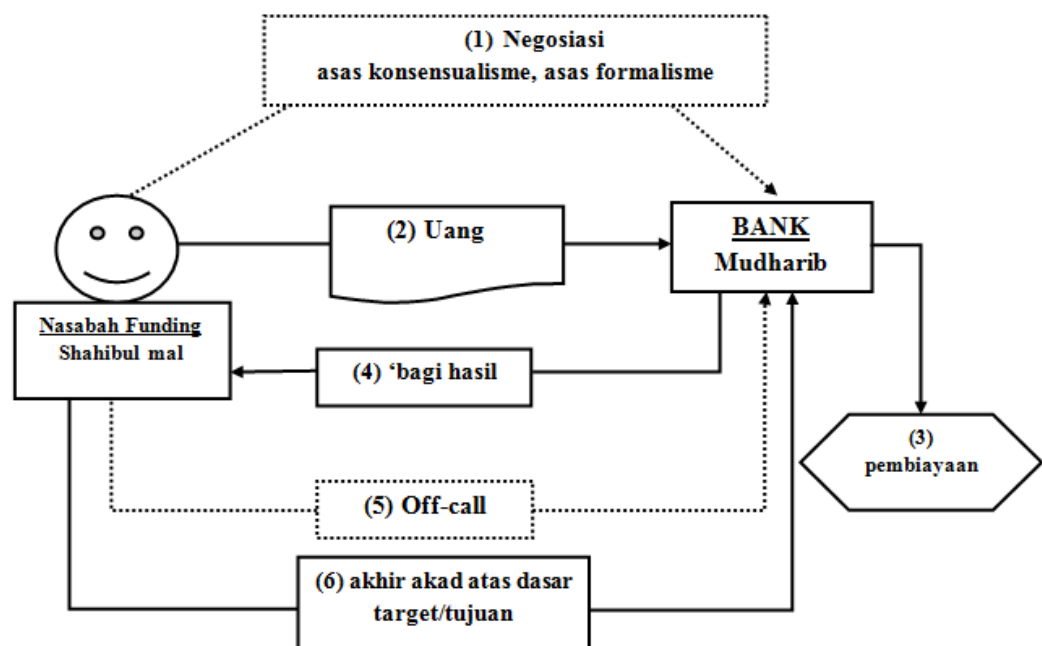 (1) Negosiasi
asas konsensualisme, asas formalisme
(2) Uang
BANK
Mudharib
Nasabah Funding
Shahibul mal
(4) ‘bagi hasil
(3)
pembiayaan
(5) Off-call
(6) akhir akad atas dasar
target/tujuan